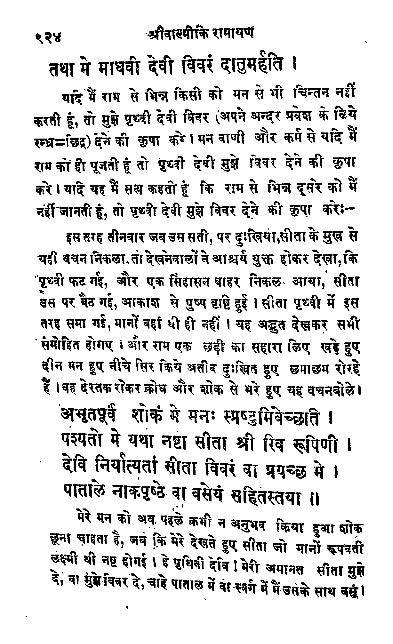 ९२४ श्रीवाल्मीकि रामायण
तथा मे माधवी देवी विवरं दातुमर्हति ।
यदि मैं राम से भिन्न किसी को मन से भी चिन्तन नहीं
करती हूं, तो मुझे पृथ्वी देवी विवर (अपने अन्दर प्रवेश के लिये
रन्ध्र=छिद्र) देने की कृपा करे। मन वाणी और कर्म से यदि मैं
राम को ही पूजती हूं तो पृथ्वी देवी मुझे विवर देने की कृपा
करे। यदि यह मैं सत्य कहती हूं कि राम से भिन्न दूसरे को मैं
नहीं जानती हूं, तो पृथ्वी देवी मुझे विवर देने की कृपा करे:-
इस तरह तीनवार जब उस सती, पर दुःखिया,सीता के मुख से
यही वचन निकला. तो देखनेवालों ने आश्चर्य युक्त होकर देखा, कि
पृथ्वी फट गई, और एक सिंहासन बाहर निकल आया, सीता
उस पर बैठ गई, आकाश से पुष्प वृष्टि हुई। सीता पृथ्वी में इस
तरह समा गई, मानों वहां थी ही नहीं । यह अद्भुत देखकर सभी
संमोहित होगए । और राम एक छड़ी का सहारा लिए खड़े हुए
दीन मन हुए नीचे सिर किये अतीव दुःखित हुए छमाछम रोरहे
हैं । वह देरतक रोकर क्रोध और शोक से भरे हुए यह वचनबोले।
अभूतपूर्व शोकं मे मनः स्प्रष्टुमिवेच्छति ।
पश्यतो मे यथा नष्टा सीता श्री रिव रूपिणी ।
देवि निर्यात्यतां सीता विवरं वा प्रयच्छ मे ।
पाताले नाकपृष्ठे वा वसेयं सहितस्तया ॥
मेरे मन को अब पहले कभी न अनुभव किया हुआ शोक
छूना चाहता है, जब कि मेरे देखते हुए सीता जो मानों रूपवती
लक्ष्मी थी नष्ट होगई । हे पृथिवी देवि ! मेरी अमानत सीता मुझे
दे, वा मुझे विवर दे, चाहे पाताल में वा स्वर्ग में मैं उसके साथ वसूं।